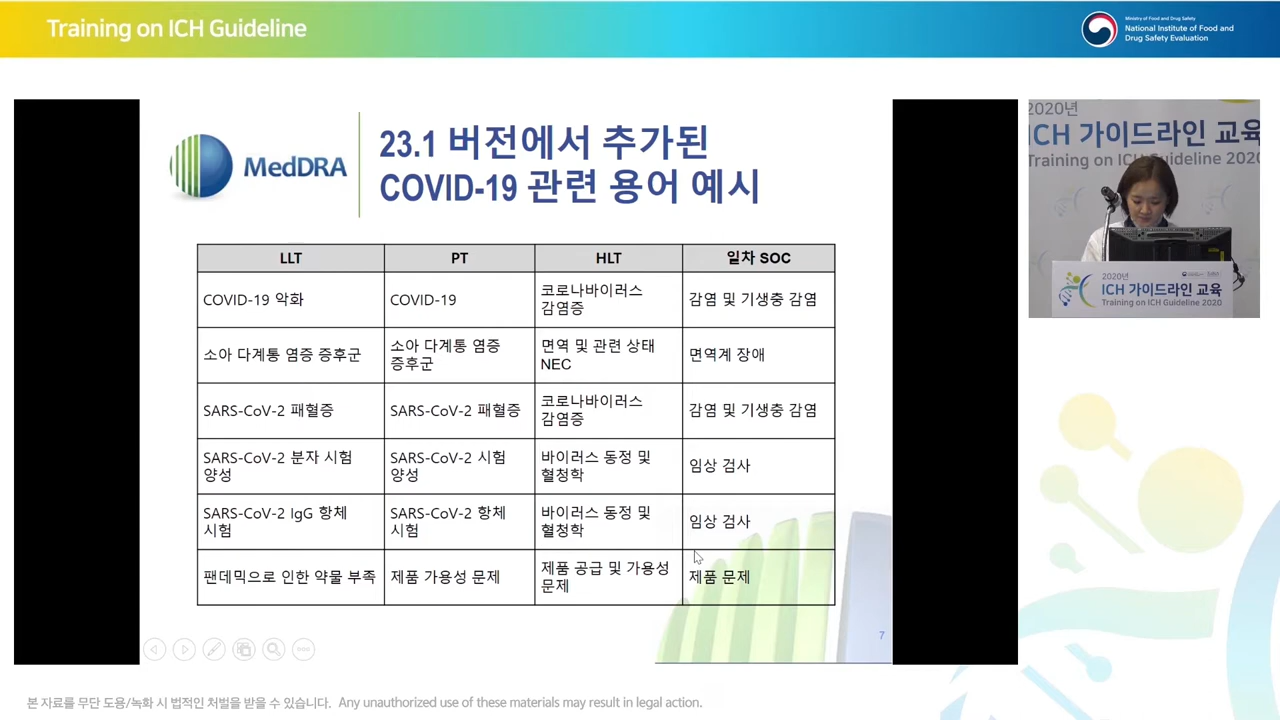 Training on ICH Guideline
Ministry of Food and Drug Safety
National Institute of Food and
Drug Safety Evaluation
MedDRA
23.1 버전에서 추가된
COVID-19 관련 용어 예시
LLT PT HLT 일차 SOC
COVID-19 악화 COVID-19 코로나바이러스 감염증 감염 및 기생충 감염
소아 다계통 염증 증후군 소아 다계통 염증 증후군 면역 및 관련 상태 NEC 면역계 장애
SARS-CoV-2 패혈증 SARS-CoV-2 패혈증 코로나바이러스 감염증 감염 및 기생충 감염
SARS-CoV-2 분자 시험 양성 SARS-CoV-2 시험 양성 바이러스 동정 및 혈청학 임상 검사
SARS-CoV-2 IgG 항체 시험 SARS-CoV-2 항체 시험 바이러스 동정 및 혈청학 임상 검사
팬데믹으로 인한 약물 부족 제품 가용성 문제 제품 공급 및 가용성 문제 제품 문제
7
2020년
ICH 가이드라인 교육
Training on ICH Guideline 2020
2020년
ICH 가이드라인 교육
Training on ICH Guideline 2020
본 자료를 무단 도용/녹화 시 법적인 처벌을 받을 수 있습니다. Any unauthorized use of these materials may result in legal action.